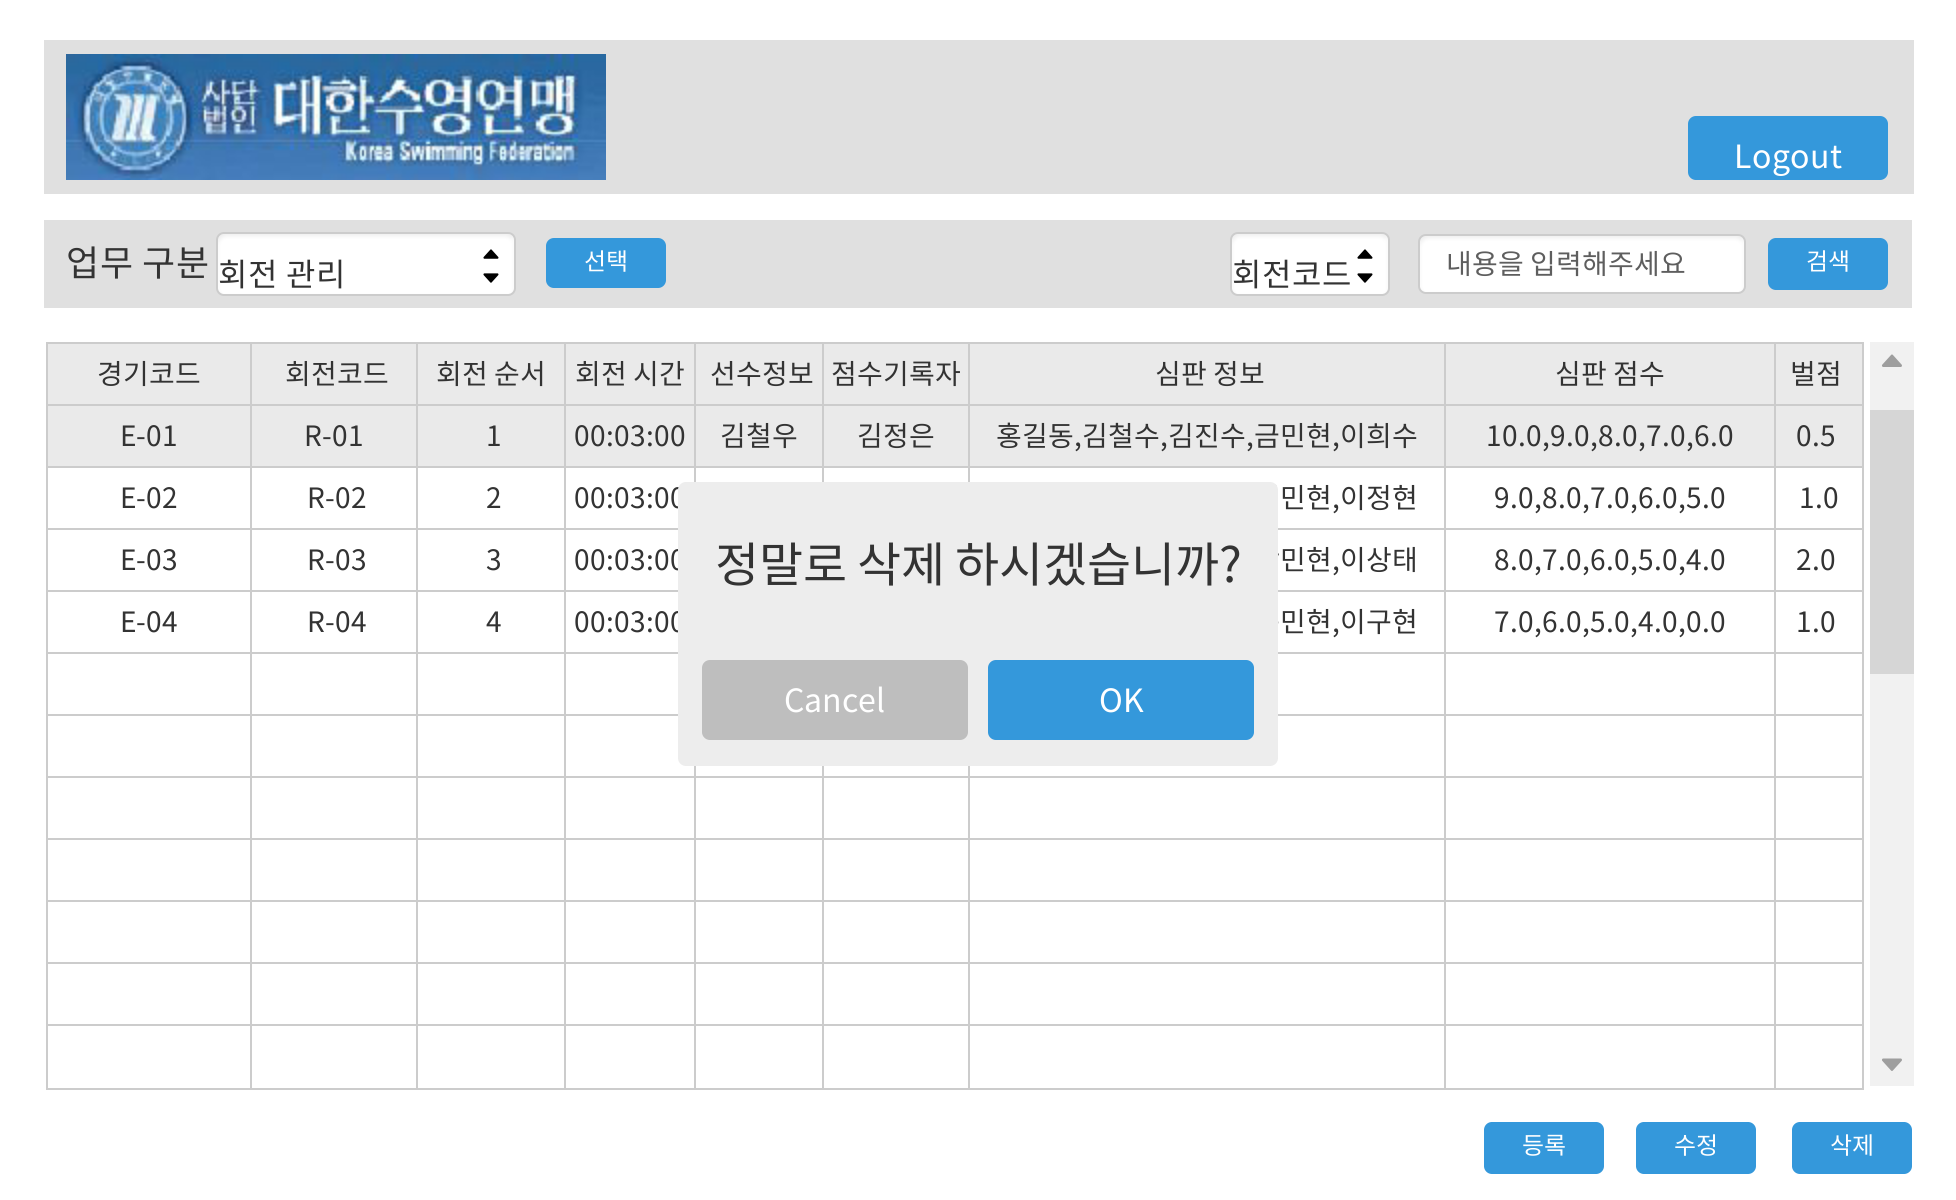 사단법인 대한수영연맹
Korea Swimming Federation
Logout
업무 구분 회전 관리 선택 회전코드 내용을 입력해주세요 검색
경기코드 회전코드 회전 순서 회전 시간 선수정보 점수기록자 심판 정보 심판 점수 벌점
E-01 R-01 1 00:03:00 김철우 김정은 홍길동,김철수,김진수,금민현,이희수 10.0,9.0,8.0,7.0,6.0 0.5
E-02 R-02 2 00:03:00 민현,이정현 9.0,8.0,7.0,6.0,5.0 1.0
E-03 R-03 3 00:03:00 민현,이상태 8.0,7.0,6.0,5.0,4.0 2.0
E-04 R-04 4 00:03:00 민현,이구현 7.0,6.0,5.0,4.0,0.0 1.0
정말로 삭제 하시겠습니까?
Cancel OK
등록 수정 삭제